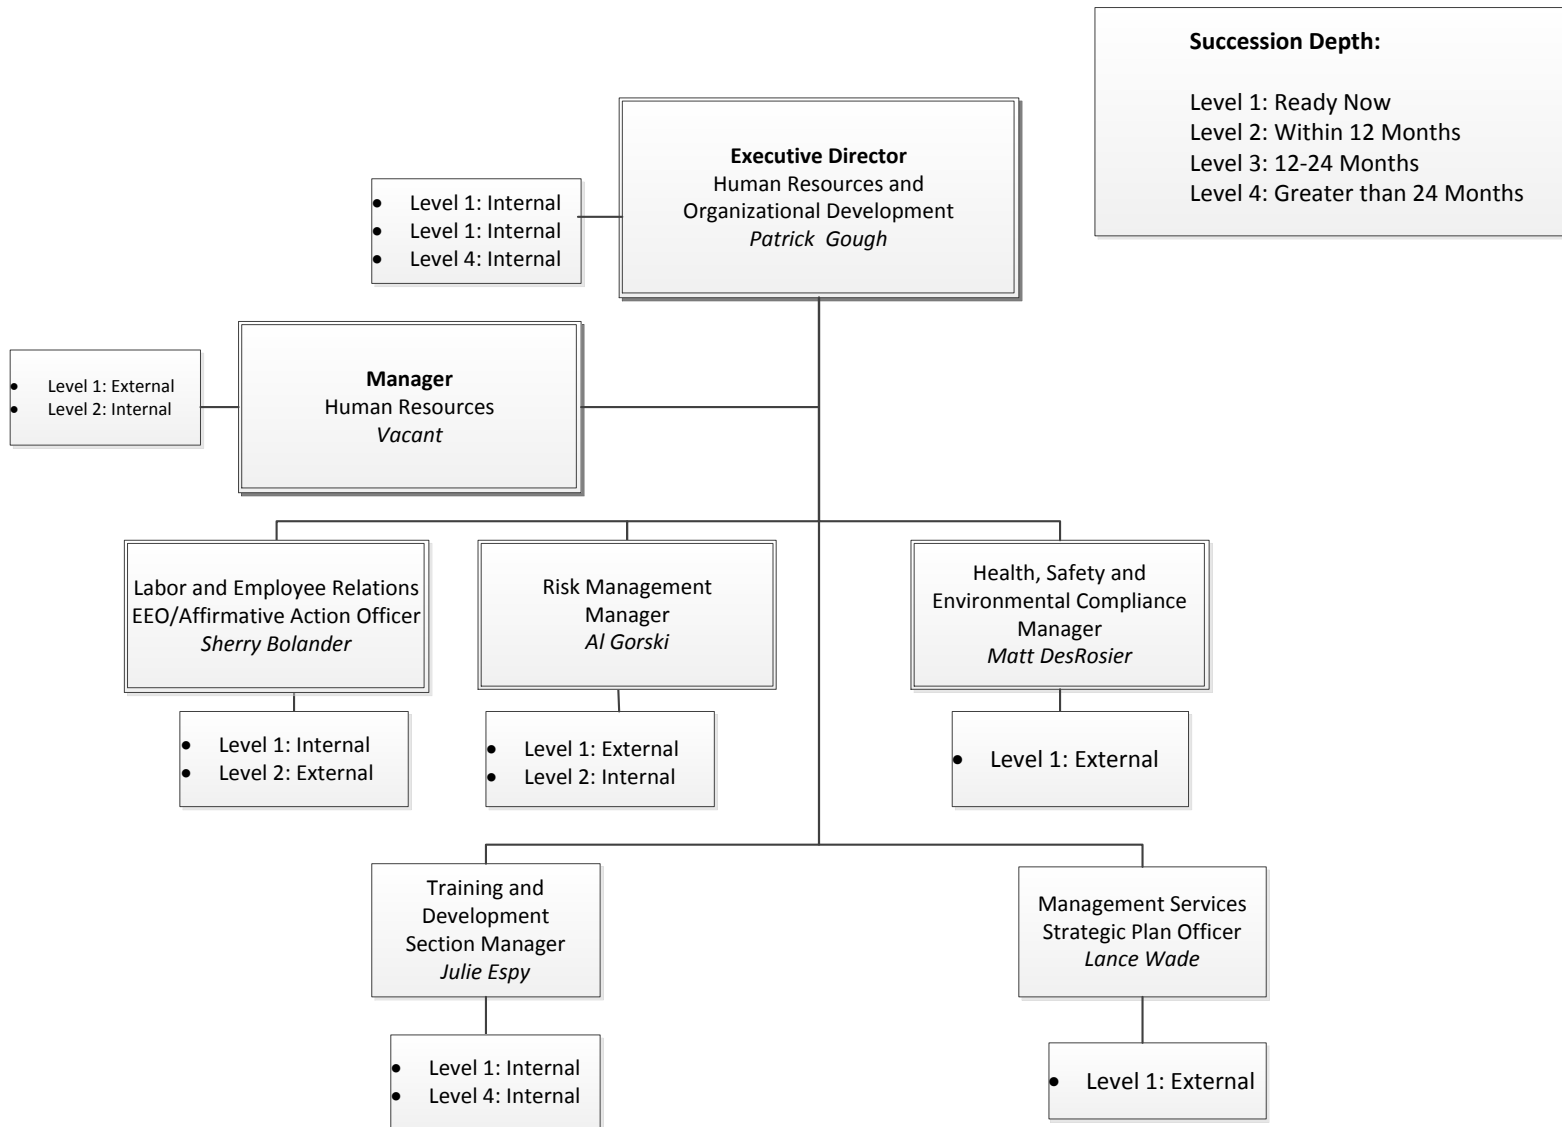 Succession Depth:
Level 1: Ready Now
Level 2: Within 12 Months
Level 3: 12-24 Months
Level 4: Greater than 24 Months
Executive Director
Human Resources and
Organizational Development
Patrick Gough
• Level 1: Internal
• Level 1: Internal
• Level 4: Internal
Manager
Human Resources
Vacant
• Level 1: External
• Level 2: Internal
Labor and Employee Relations
EEO/Affirmative Action Officer
Sherry Bolander
• Level 1: Internal
• Level 2: External
Risk Management
Manager
Al Gorski
• Level 1: External
• Level 2: Internal
Health, Safety and
Environmental Compliance
Manager
Matt DesRosier
• Level 1: External
Training and
Development
Section Manager
Julie Espy
• Level 1: Internal
• Level 4: Internal
Management Services
Strategic Plan Officer
Lance Wade
• Level 1: External